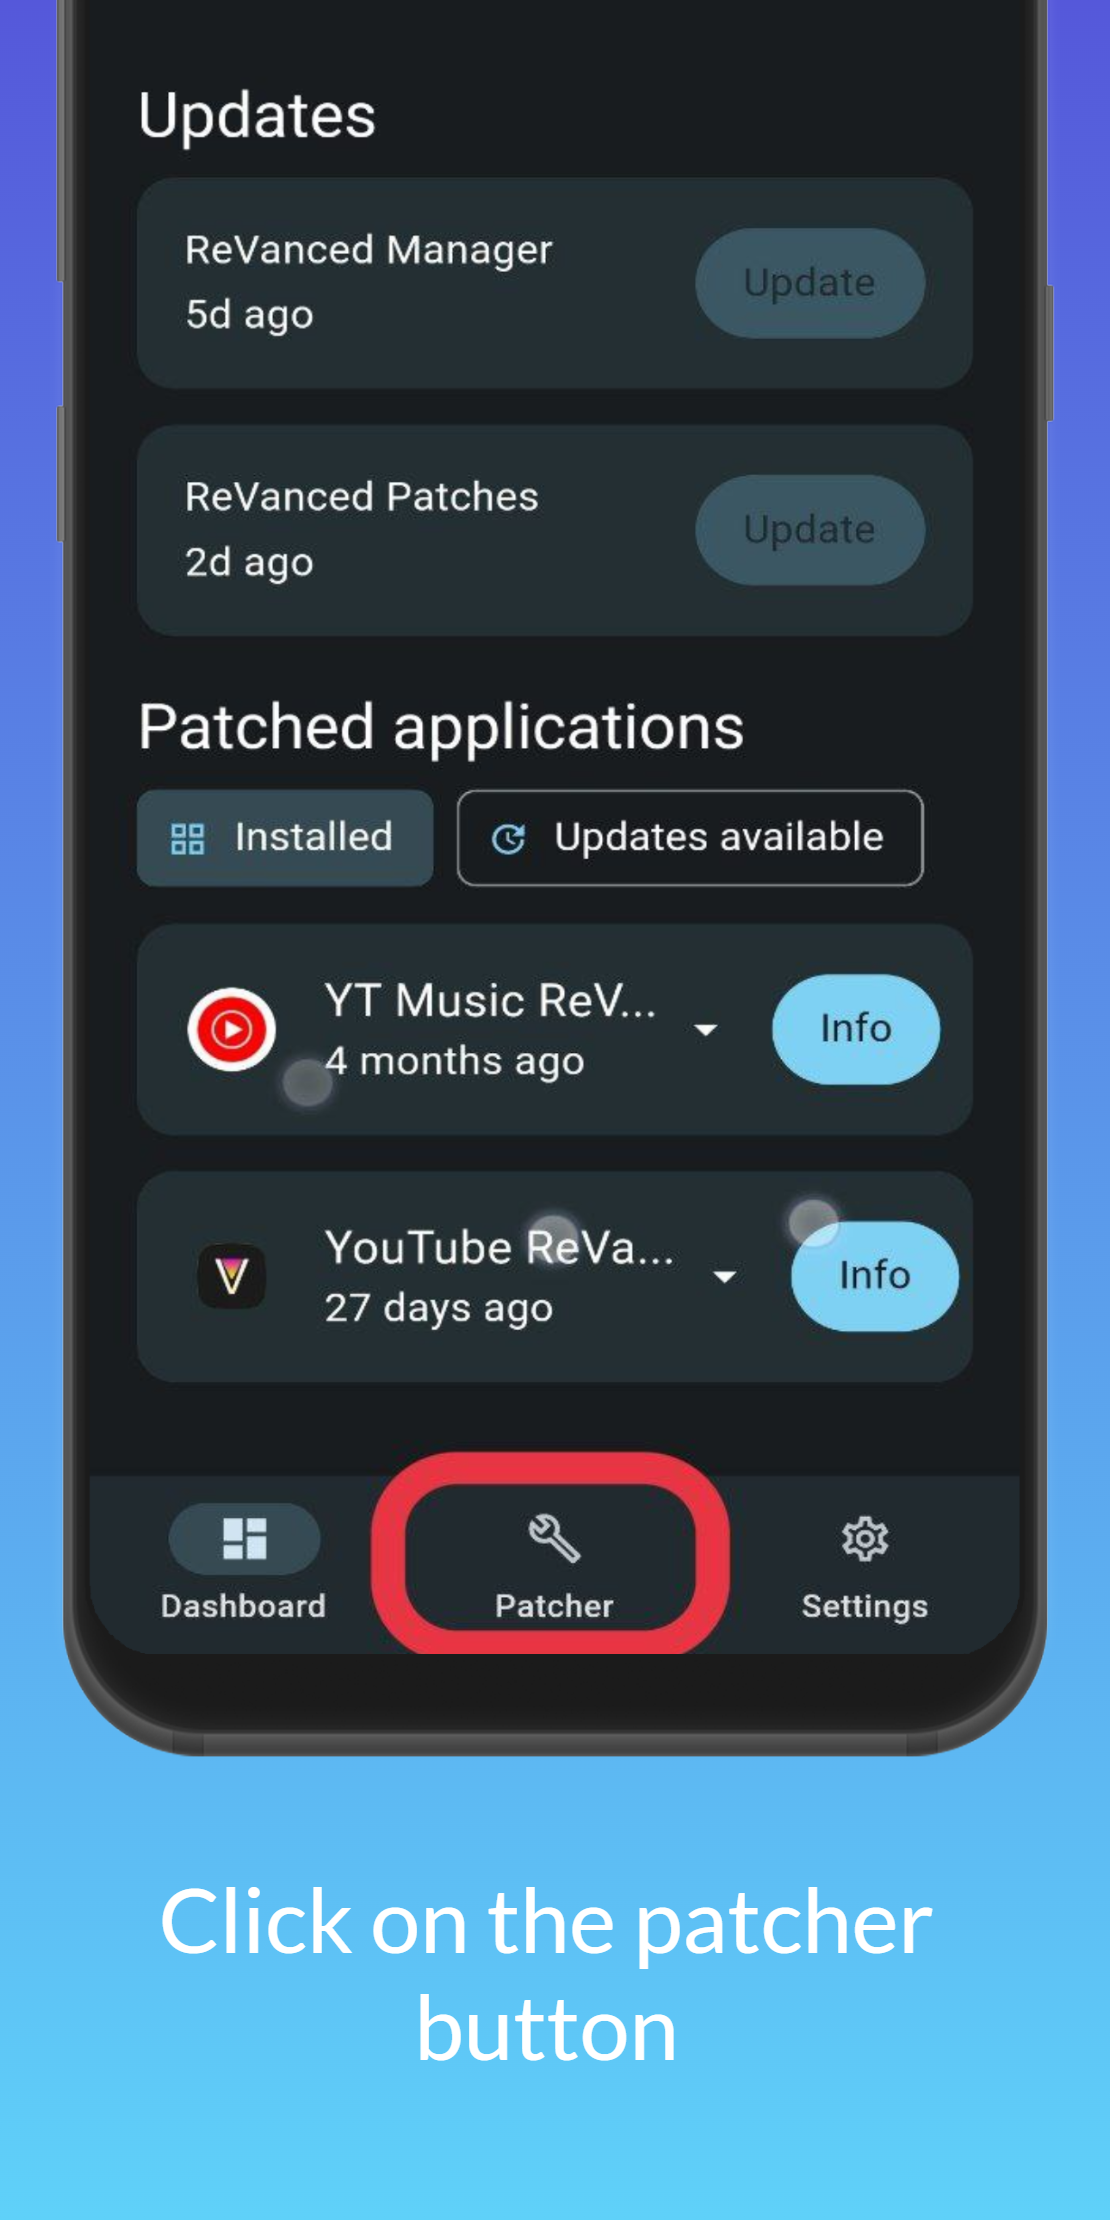 Updates
ReVanced Manager
5d ago
Update
ReVanced Patches
2d ago
Update
Patched applications
Installed
Updates available
YT Music ReV...
4 months ago
Info
YouTube ReVa...
27 days ago
Info
Dashboard
Patcher
Settings
Click on the patcher
button